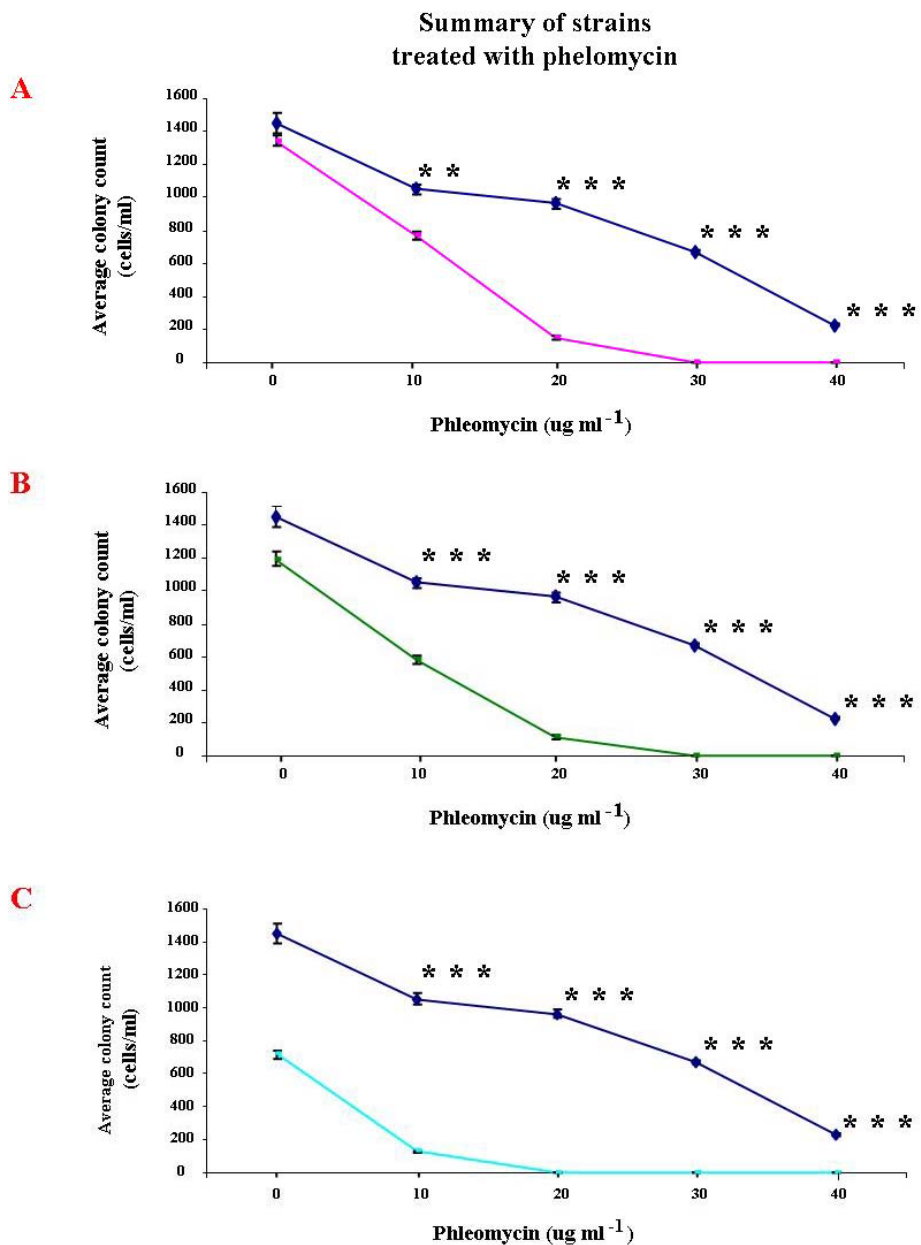 Summary of strains
treated with phelomycin
A
Average colony count
(cells/ml)
1600
1400
1200
1000
800
600
400
200
0
* *
* * *
* * *
* * *
0 10 20 30 40
Phleomycin (ug ml -1)
B
Average colony count
(cells/ml)
1600
1400
1200
1000
800
600
400
200
0
* * *
* * *
* * *
* * *
0 10 20 30 40
Phleomycin (ug ml -1)
C
Average colony count
(cells/ml)
1600
1400
1200
1000
800
600
400
200
0
* * *
* * *
* * *
* * *
0 10 20 30 40
Phleomycin (ug ml -1)